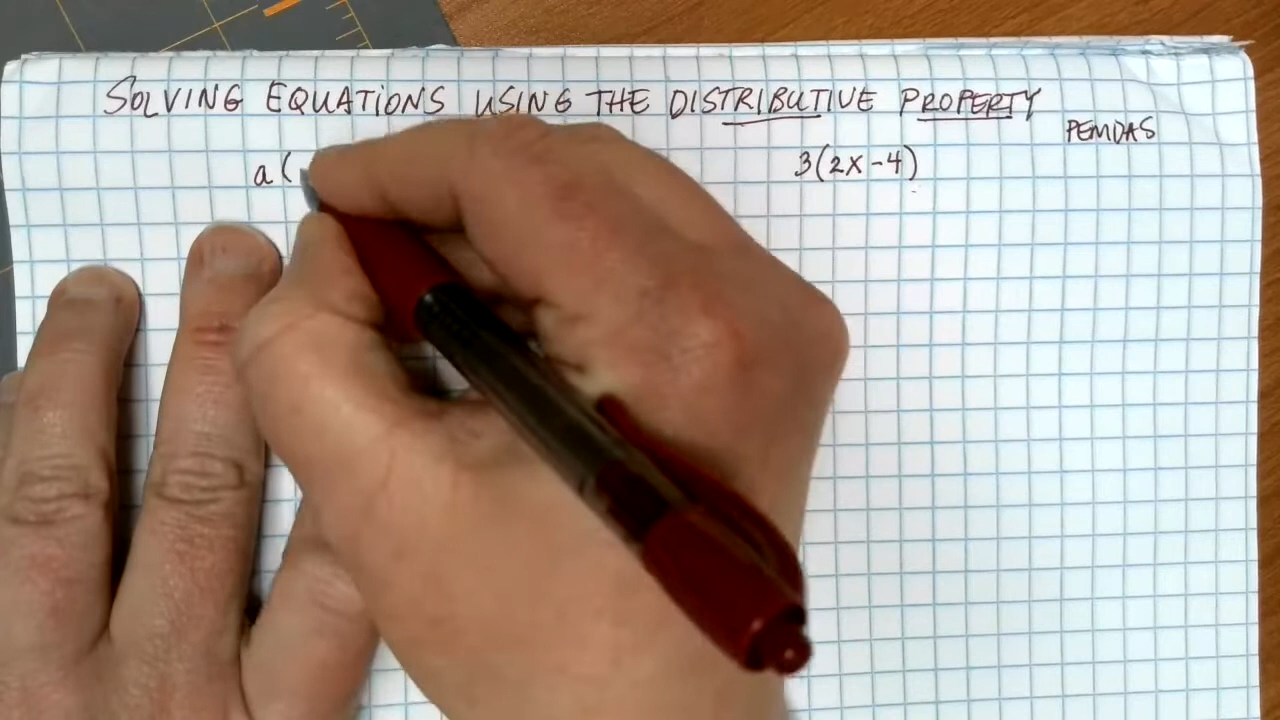 SOLVING EQUATIONS USING THE DISTRIBUTIVE PROPERTY
PEMDAS
a( 3(2x-4)